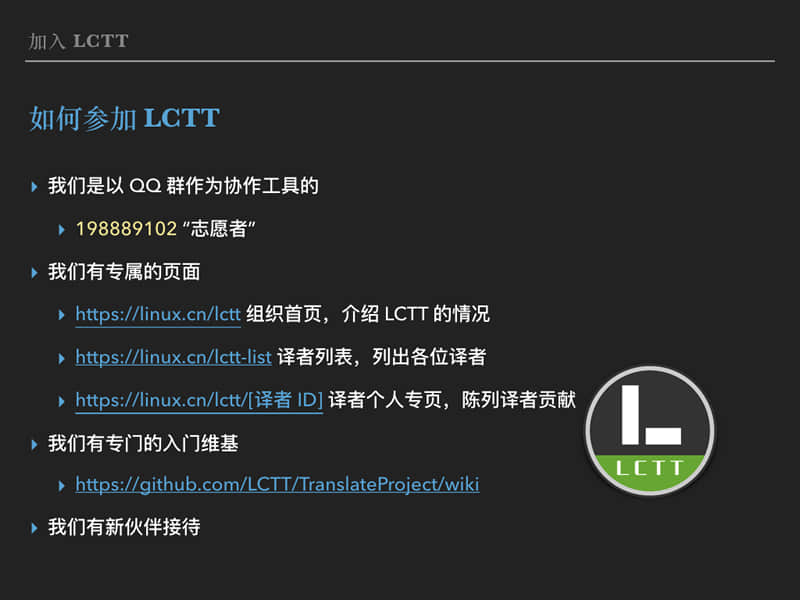 加入 LCTT
如何参加 LCTT
我们是以 QQ 群作为协作工具的
198889102 “志愿者”
我们有专属的页面
https://linux.cn/lctt 组织首页，介绍 LCTT 的情况
https://linux.cn/lctt-list 译者列表，列出各位译者
https://linux.cn/lctt/[译者 ID] 译者个人专页，陈列译者贡献
我们有专门的入门维基
https://github.com/LCTT/TranslateProject/wiki
我们有新伙伴接待
LCTT